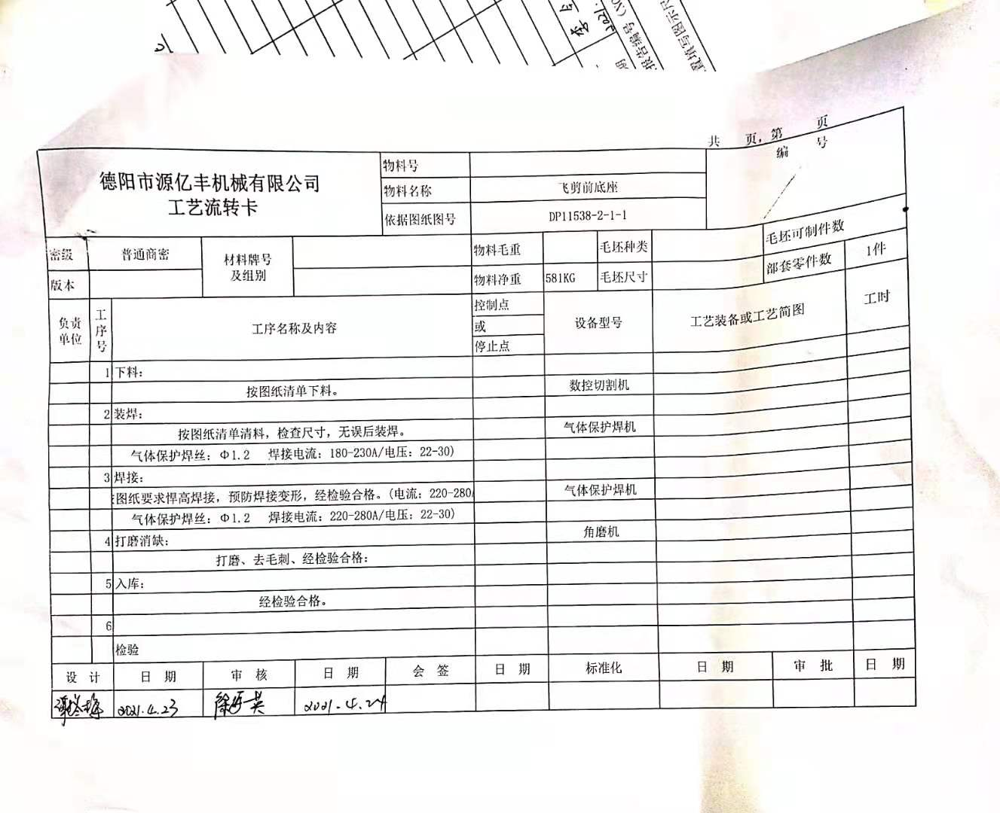 2021.
报告编号(NO
期
置填写图示尺
共 页，第 页
德阳市源亿丰机械有限公司
工艺流转卡
物料号
编 号
物料名称 飞剪前底座
依据图纸图号 DP11538-2-1-1
密级 普通商密 材料牌号及组别 物料毛重 毛坯种类 毛坯可制件数
版本 物料净重 581KG 毛坯尺寸 部套零件数 1件
负责单位 工序号 工序名称及内容 控制点或停止点 设备型号 工艺装备或工艺简图 工时
1 下料：
按图纸清单下料。 数控切割机
2 装焊：
按图纸清单清料，检查尺寸，无误后装焊。 气体保护焊机
气体保护焊丝：Φ1.2 焊接电流：180-230A/电压：22-30)
3 焊接：
图纸要求悍高焊接，预防焊接变形，经检验合格。(电流：220-280 气体保护焊机
气体保护焊丝：Φ1.2 焊接电流：220-280A/电压：22-30)
4 打磨消缺： 角磨机
打磨、去毛刺、经检验合格：
5 入库：
经检验合格。
6
检验
设 计 日 期 审 核 日 期 会 签 日 期 标准化 日 期 审 批 日 期
2021.4.23 2021.4.24